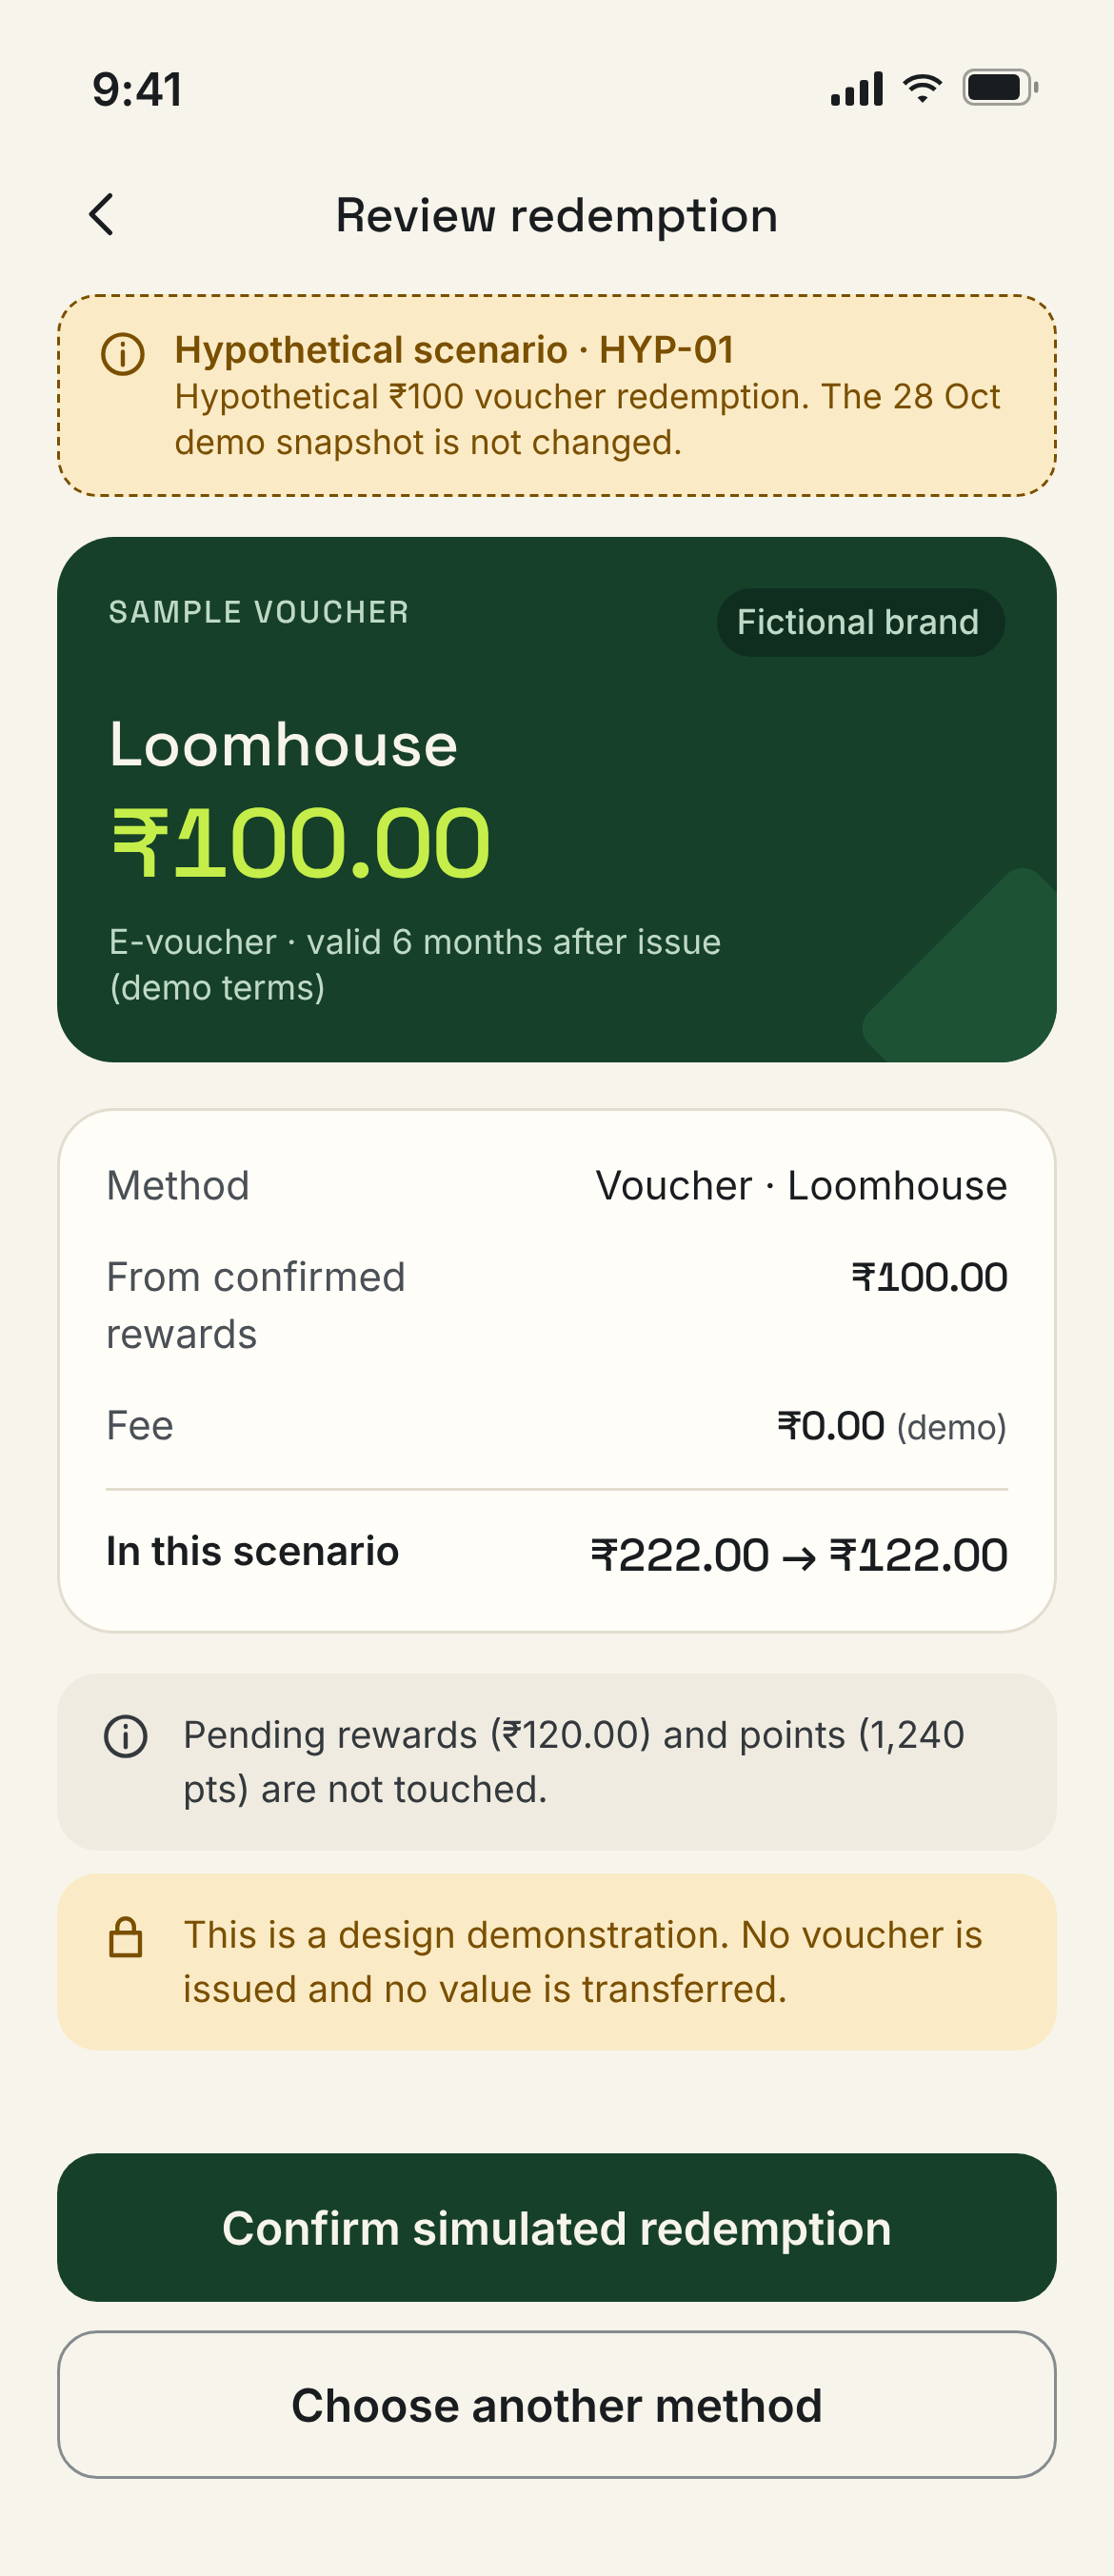 9:41
Review redemption
Hypothetical scenario · HYP-01
Hypothetical ₹100 voucher redemption. The 28 Oct
demo snapshot is not changed.
SAMPLE VOUCHER
Fictional brand
Loomhouse
₹100.00
E-voucher · valid 6 months after issue
(demo terms)
Method Voucher · Loomhouse
From confirmed ₹100.00
rewards
Fee ₹0.00 (demo)
In this scenario ₹222.00 → ₹122.00
Pending rewards (₹120.00) and points (1,240
pts) are not touched.
This is a design demonstration. No voucher is
issued and no value is transferred.
Confirm simulated redemption
Choose another method